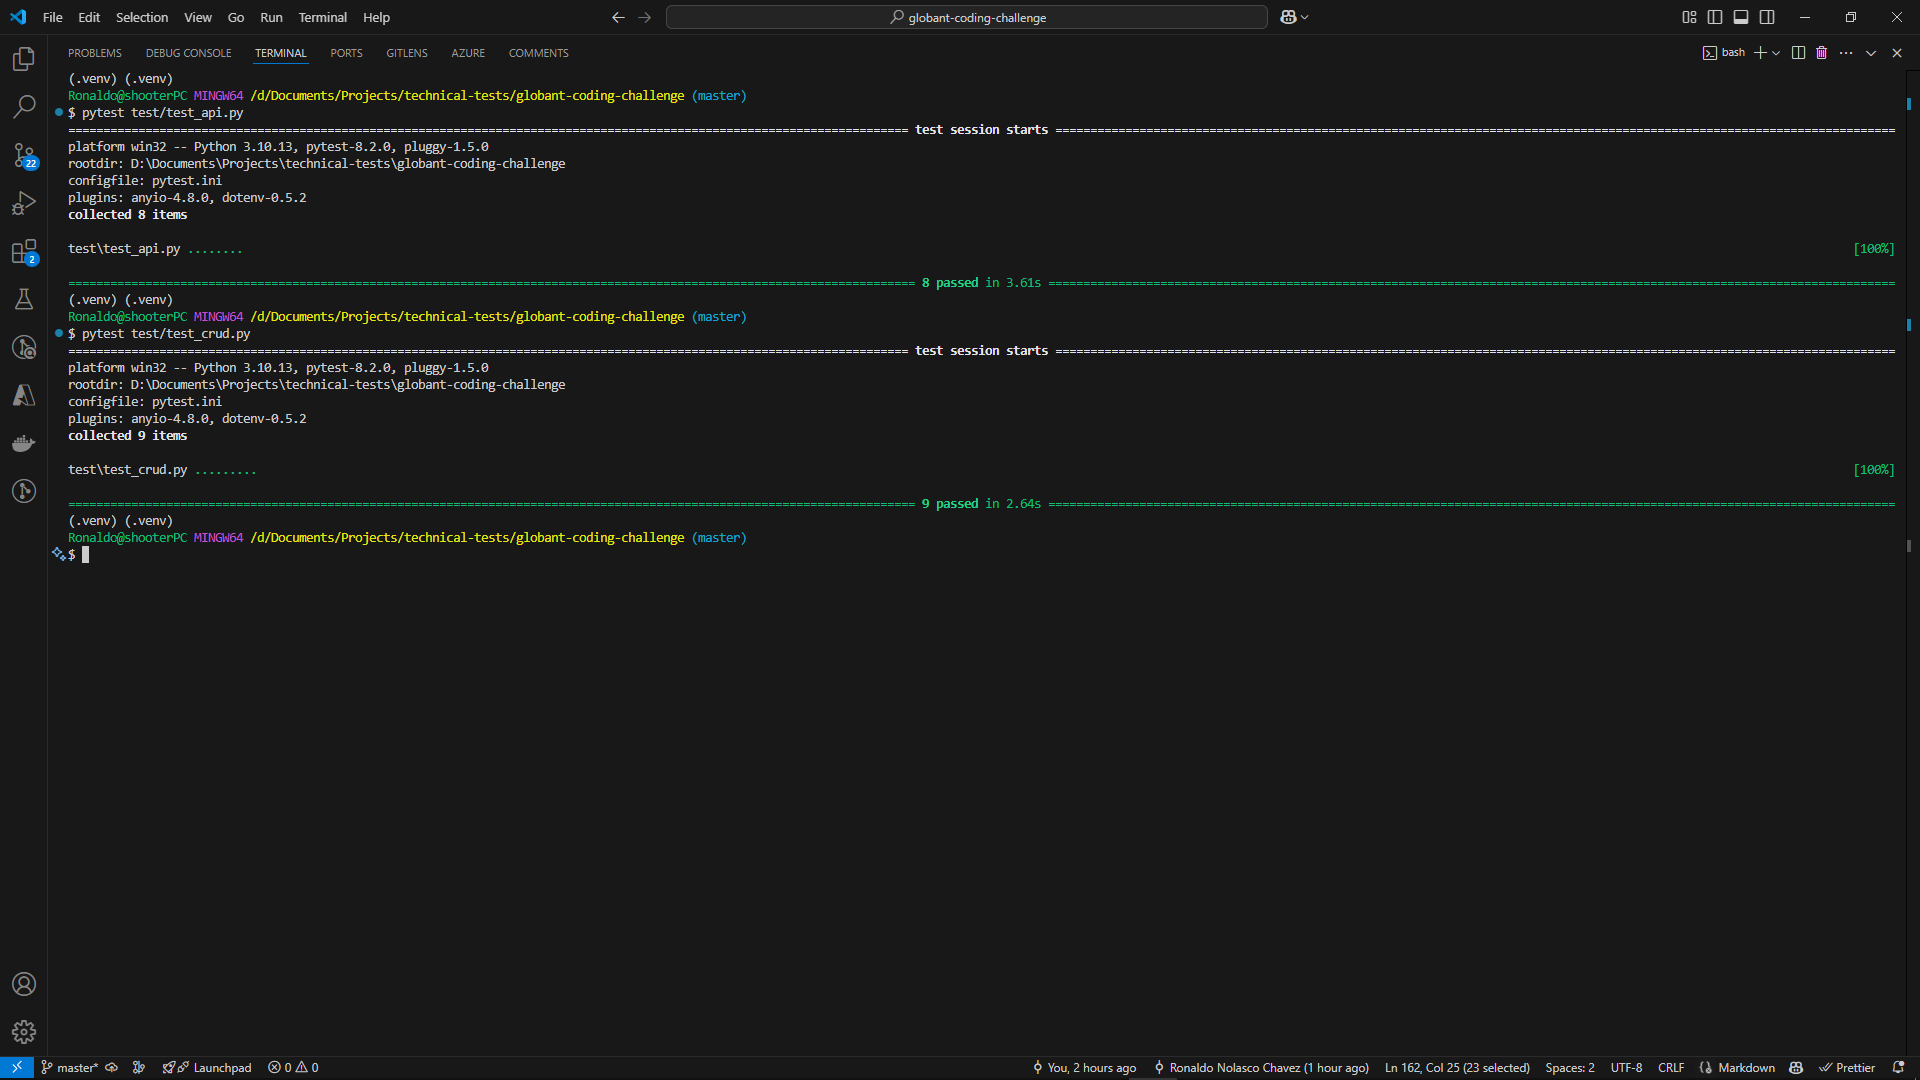 File Edit Selection View Go Run Terminal Help
globant-coding-challenge
PROBLEMS DEBUG CONSOLE TERMINAL PORTS GITLENS AZURE COMMENTS
bash
(.venv) (.venv)
Ronaldo@shooterPC MINGW64 /d/Documents/Projects/technical-tests/globant-coding-challenge (master)
$ pytest test/test_api.py
test session starts
platform win32 -- Python 3.10.13, pytest-8.2.0, pluggy-1.5.0
rootdir: D:\Documents\Projects\technical-tests\globant-coding-challenge
configfile: pytest.ini
plugins: anyio-4.8.0, dotenv-0.5.2
collected 8 items
test\test_api.py ........ [100%]
8 passed in 3.61s
(.venv) (.venv)
Ronaldo@shooterPC MINGW64 /d/Documents/Projects/technical-tests/globant-coding-challenge (master)
$ pytest test/test_crud.py
test session starts
platform win32 -- Python 3.10.13, pytest-8.2.0, pluggy-1.5.0
rootdir: D:\Documents\Projects\technical-tests\globant-coding-challenge
configfile: pytest.ini
plugins: anyio-4.8.0, dotenv-0.5.2
collected 9 items
test\test_crud.py ......... [100%]
9 passed in 2.64s
(.venv) (.venv)
Ronaldo@shooterPC MINGW64 /d/Documents/Projects/technical-tests/globant-coding-challenge (master)
$
22
2
master* Launchpad 0 0 You, 2 hours ago Ronaldo Nolasco Chavez (1 hour ago) Ln 162, Col 25 (23 selected) Spaces: 2 UTF-8 CRLF Markdown Prettier